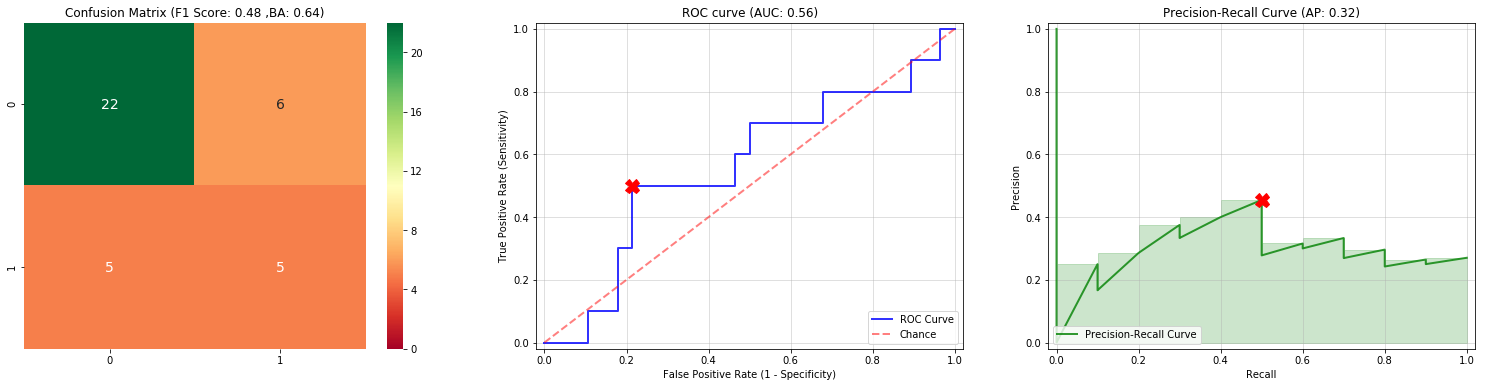 Confusion Matrix (F1 Score: 0.48 ,BA: 0.64)
0
1
22
6
5
5
0
1
20
16
12
8
4
0
ROC curve (AUC: 0.56)
True Positive Rate (Sensitivity)
1.0
0.8
0.6
0.4
0.2
0.0
ROC Curve
Chance
0.0 0.2 0.4 0.6 0.8 1.0
False Positive Rate (1 - Specificity)
Precision-Recall Curve (AP: 0.32)
Precision
1.0
0.8
0.6
0.4
0.2
0.0
Precision-Recall Curve
0.0 0.2 0.4 0.6 0.8 1.0
Recall